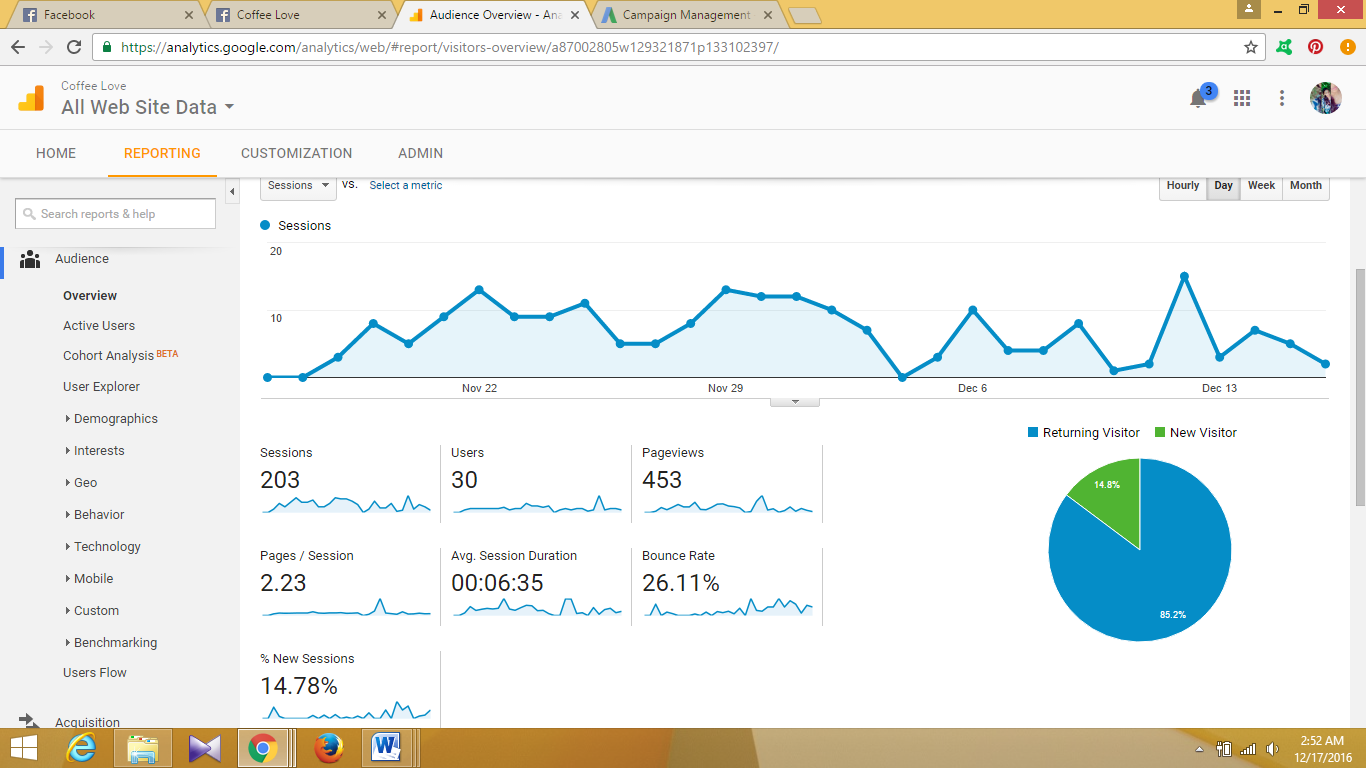 Facebook
Coffee Love
Audience Overview - Ana
Campaign Management
https://analytics.google.com/analytics/web/#report/visitors-overview/a87002805w129321871p133102397/
Coffee Love
All Web Site Data
3
HOME REPORTING CUSTOMIZATION ADMIN
Search reports & help
Audience
Overview
Active Users
Cohort Analysis BETA
User Explorer
Demographics
Interests
Geo
Behavior
Technology
Mobile
Custom
Benchmarking
Users Flow
Acquisition
Sessions VS. Select a metric
Hourly Day Week Month
Sessions
20
10
Nov 22 Nov 29 Dec 6 Dec 13
Sessions
203
Users
30
Pageviews
453
Pages / Session
2.23
Avg. Session Duration
00:06:35
Bounce Rate
26.11%
% New Sessions
14.78%
Returning Visitor New Visitor
14.8%
85.2%
2:52 AM
12/17/2016